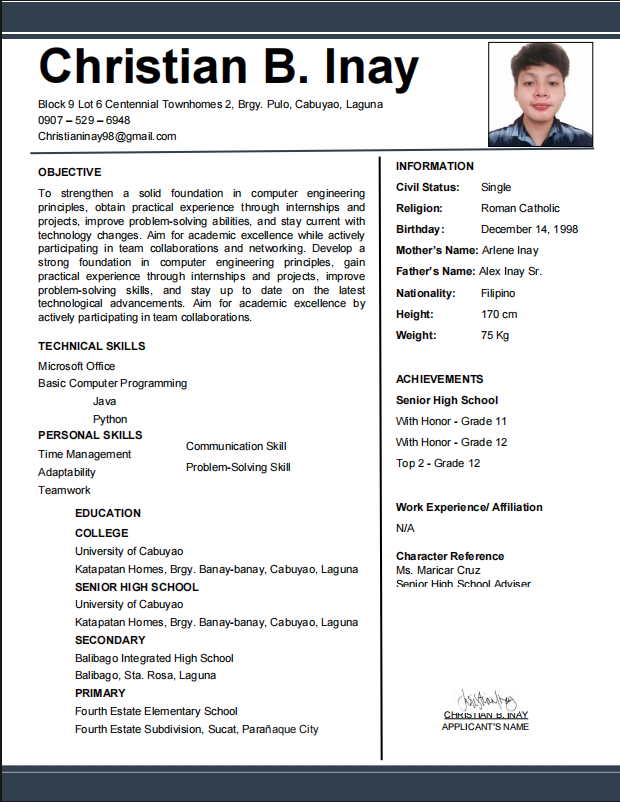 Christian B. Inay
Block 9 Lot 6 Centennial Townhomes 2, Brgy. Pulo, Cabuyao, Laguna
0907 – 529 – 6948
Christianinay98@gmail.com
OBJECTIVE
To strengthen a solid foundation in computer engineering
principles, obtain practical experience through internships and
projects, improve problem-solving abilities, and stay current with
technology changes. Aim for academic excellence while actively
participating in team collaborations and networking. Develop a
strong foundation in computer engineering principles, gain
practical experience through internships and projects, improve
problem-solving skills, and stay up to date on the latest
technological advancements. Aim for academic excellence by
actively participating in team collaborations.
TECHNICAL SKILLS
Microsoft Office
Basic Computer Programming
Java
Python
PERSONAL SKILLS
Time Management
Adaptability
Teamwork
Communication Skill
Problem-Solving Skill
EDUCATION
COLLEGE
University of Cabuyao
Katapatan Homes, Brgy. Banay-banay, Cabuyao, Laguna
SENIOR HIGH SCHOOL
University of Cabuyao
Katapatan Homes, Brgy. Banay-banay, Cabuyao, Laguna
SECONDARY
Balibago Integrated High School
Balibago, Sta. Rosa, Laguna
PRIMARY
Fourth Estate Elementary School
Fourth Estate Subdivision, Sucat, Parañaque City
INFORMATION
Civil Status: Single
Religion: Roman Catholic
Birthday: December 14, 1998
Mother's Name: Arlene Inay
Father's Name: Alex Inay Sr.
Nationality: Filipino
Height: 170 cm
Weight: 75 Kg
ACHIEVEMENTS
Senior High School
With Honor - Grade 11
With Honor - Grade 12
Top 2 - Grade 12
Work Experience/ Affiliation
N/A
Character Reference
Ms. Maricar Cruz
Senior High School Adviser
CHRISTIAN B. INAY
APPLICANT'S NAME